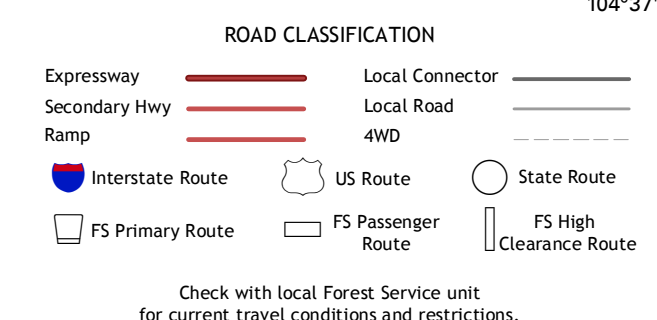 104°37'
ROAD CLASSIFICATION
Expressway
Local Connector
Secondary Hwy
Local Road
Ramp
4WD
Interstate Route
US Route
State Route
FS Primary Route
FS Passenger
Route
FS High
Clearance Route
Check with local Forest Service unit
for current travel conditions and restrictions.